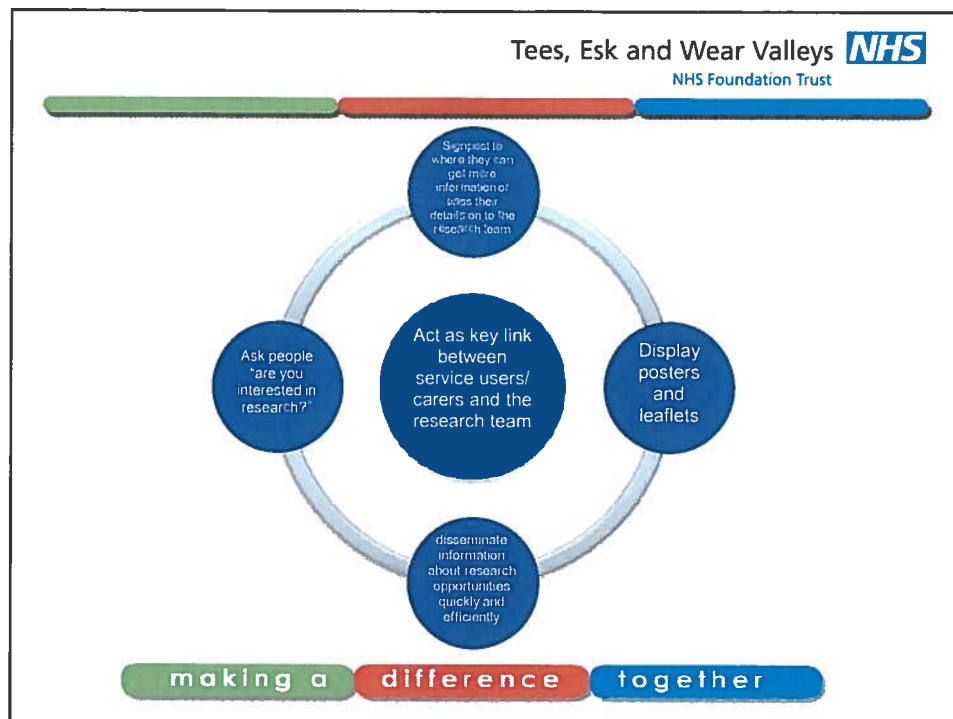 Tees, Esk and Wear Valleys NHS
NHS Foundation Trust
Signpost to
where they can
get more
information or
pass their
details on to the
research team
Ask people
"are you
interested in
research?"
Act as key link
between
service users/
carers and the
research team
Display
posters
and
leaflets
disseminate
information
about research
opportunities
quickly and
efficiently
making a difference together